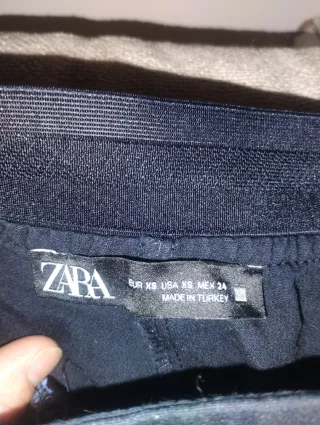 ZARA
EUR XS USA XS MEX 24
MADE IN TURKEY